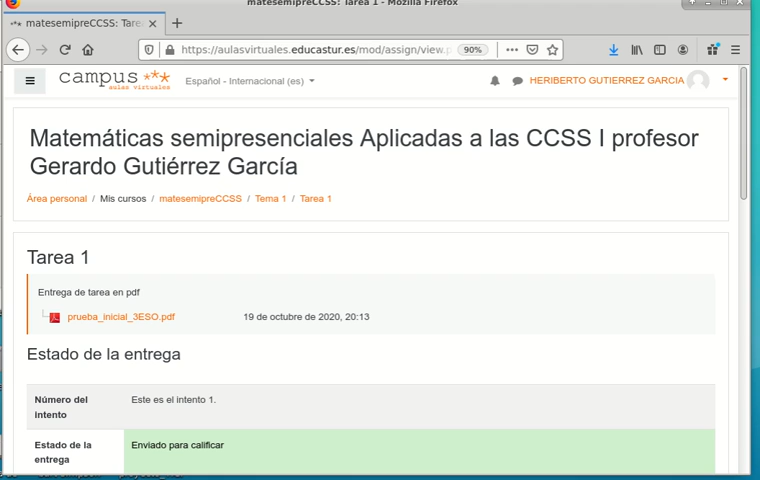 matesemipreCCSS: Tarea 1 - Mozilla Firefox
matesemipreCCSS: Tare
https://aulasvirtuales.educastur.es/mod/assign/view.p
90%
campus
aulas virtuales
Español - Internacional (es)
HERIBERTO GUTIERREZ GARCIA
Matemáticas semipresenciales Aplicadas a las CCSS I profesor
Gerardo Gutiérrez García
Área personal / Mis cursos / matesemipreCCSS / Tema 1 / Tarea 1
Tarea 1
Entrega de tarea en pdf
prueba_inicial_3ESO.pdf 19 de octubre de 2020, 20:13
Estado de la entrega
Número del Este es el intento 1.
intento
Estado de la Enviado para calificar
entrega